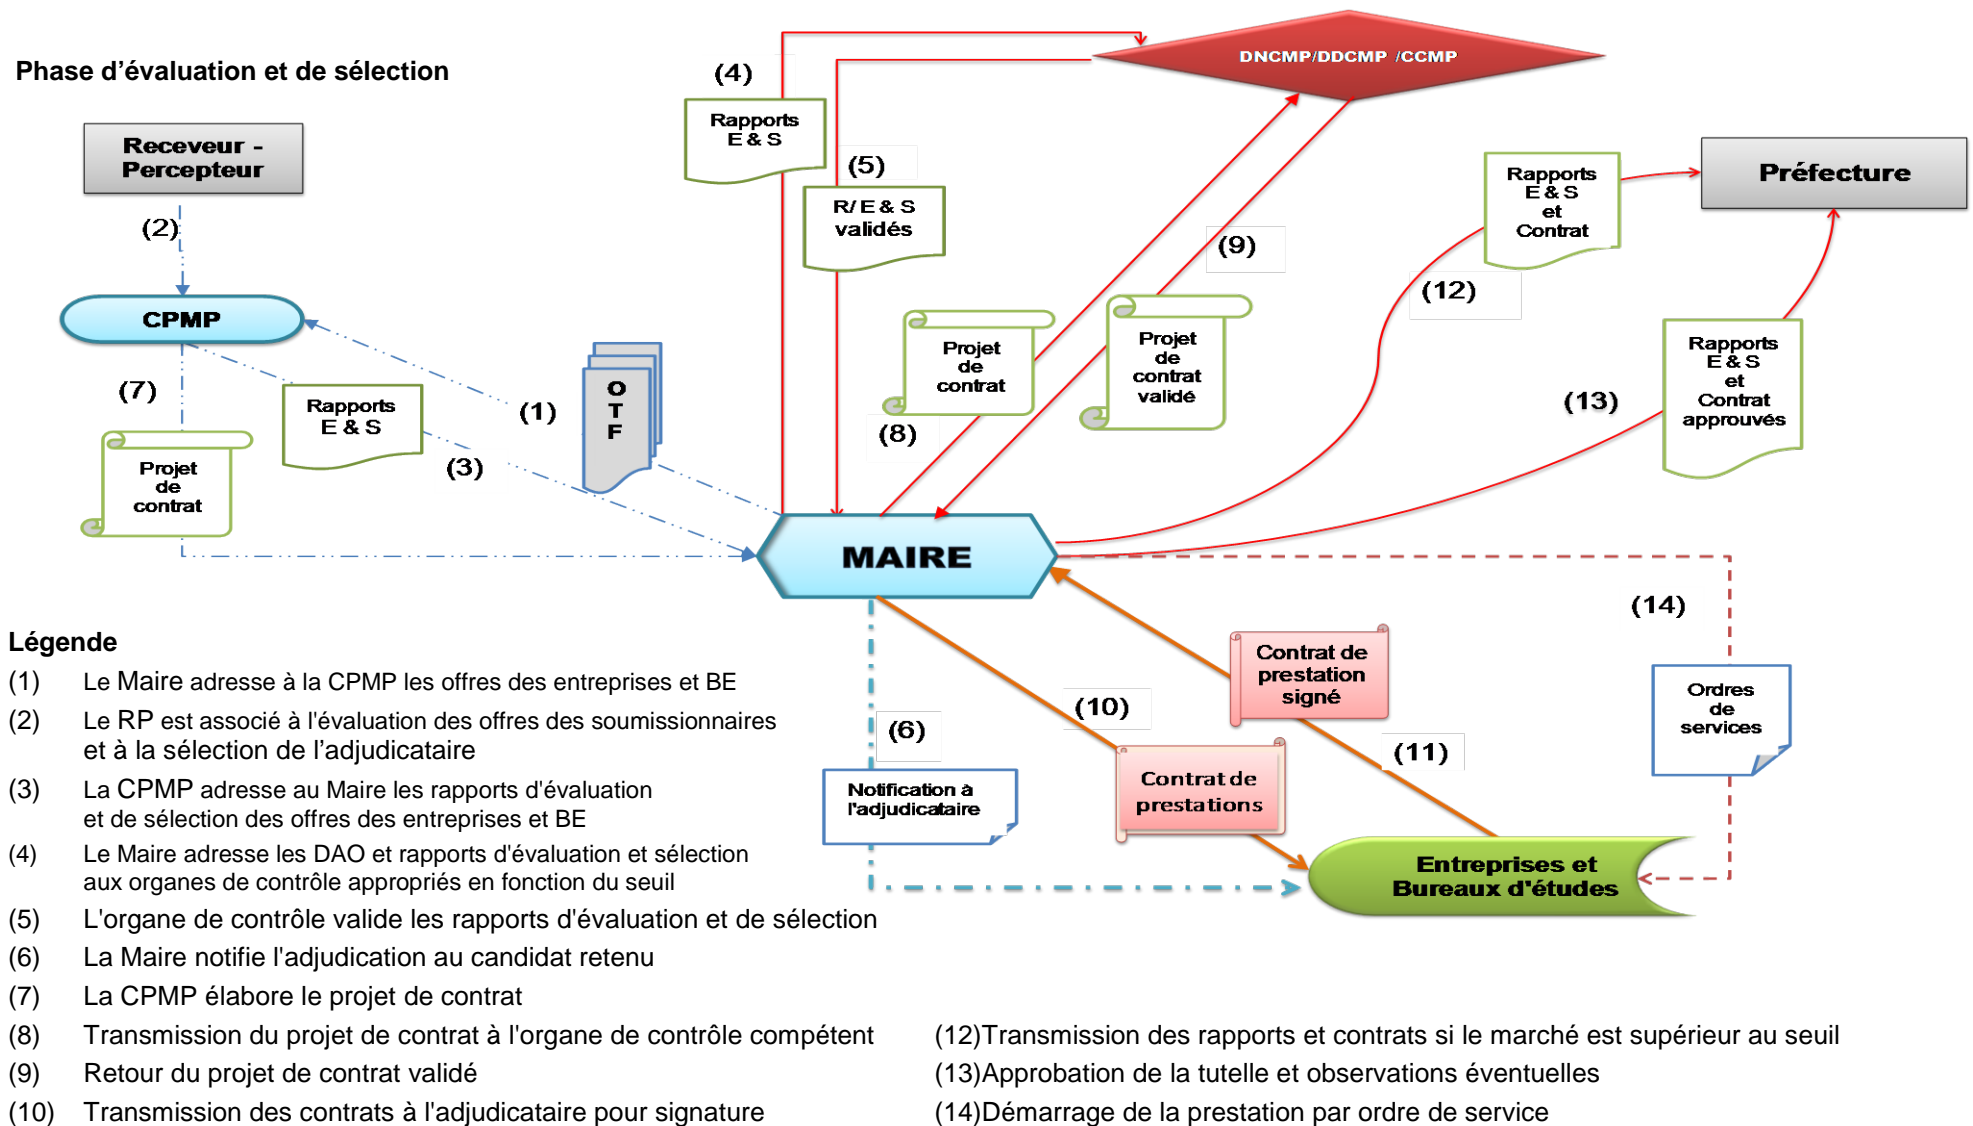 Phase d'évaluation et de sélection
DNCMP/DDCMP /CCMP
(4)
Rapports
E & S
(5)
R/ E & S
validés
Receveur -
Percepteur
(2)
CPMP
(7)
Projet
de
contrat
Rapports
E & S
(3)
(1)
O
T
F
Projet
de
contrat
(8)
(9)
Projet
de
contrat
validé
(12)
Rapports
E & S
et
Contrat
Préfecture
(13)
Rapports
E & S
et
Contrat
approuvés
MAIRE
(14)
Ordres
de
services
Contrat de
prestation
signé
(10)
(11)
(6)
Notification à
l'adjudicataire
Contrat de
prestations
Entreprises et
Bureaux d'études
Légende
(1) Le Maire adresse à la CPMP les offres des entreprises et BE
(2) Le RP est associé à l'évaluation des offres des soumissionnaires
et à la sélection de l'adjudicataire
(3) La CPMP adresse au Maire les rapports d'évaluation
et de sélection des offres des entreprises et BE
(4) Le Maire adresse les DAO et rapports d'évaluation et sélection
aux organes de contrôle appropriés en fonction du seuil
(5) L'organe de contrôle valide les rapports d'évaluation et de sélection
(6) La Maire notifie l'adjudication au candidat retenu
(7) La CPMP élabore le projet de contrat
(8) Transmission du projet de contrat à l'organe de contrôle compétent
(9) Retour du projet de contrat validé
(10) Transmission des contrats à l'adjudicataire pour signature
(12)Transmission des rapports et contrats si le marché est supérieur au seuil
(13)Approbation de la tutelle et observations éventuelles
(14)Démarrage de la prestation par ordre de service